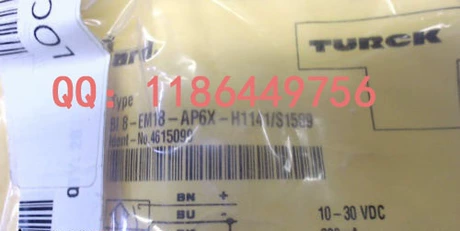 TURCK
QQ: 1186449756
Type
BI 8-EM18-AP6X-H1141/S1589
Ident-No.4615099
BN +
BU -
10-30 VDC